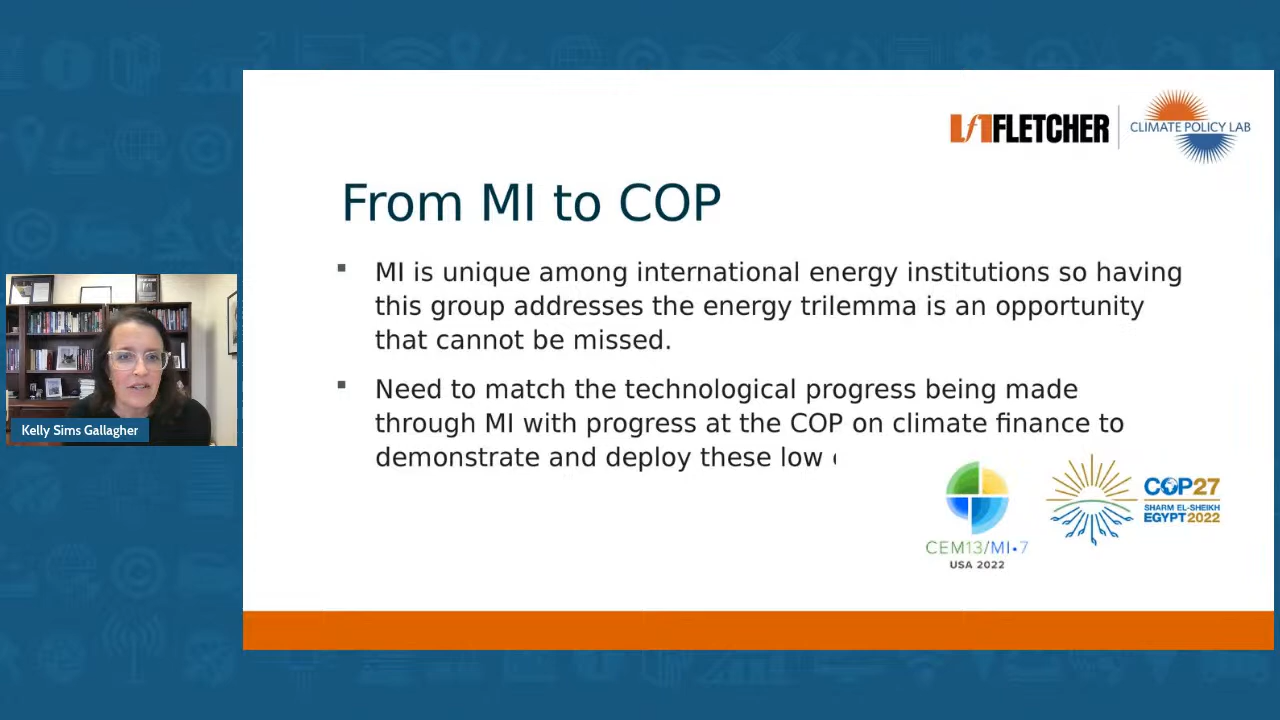 FLETCHER
CLIMATE POLICY LAB
From MI to COP
MI is unique among international energy institutions so having
this group addresses the energy trilemma is an opportunity
that cannot be missed.
Need to match the technological progress being made
through MI with progress at the COP on climate finance to
demonstrate and deploy these low
COP27
SHARM EL-SHEIKH
EGYPT 2022
CEM13/MI•7
USA 2022
Kelly Sims Gallagher